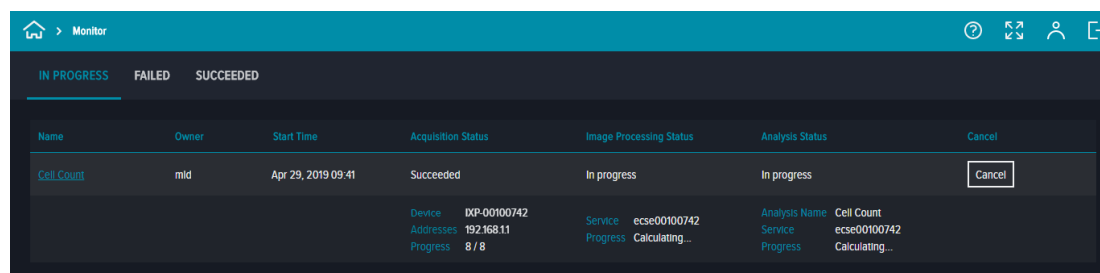 > Monitor
IN PROGRESS FAILED SUCCEEDED
Name Owner Start Time Acquisition Status Image Processing Status Analysis Status Cancel
Cell Count mld Apr 29, 2019 09:41 Succeeded In progress In progress Cancel
Device IXP-00100742
Addresses 192.168.1.1
Progress 8 / 8
Service ecse00100742
Progress Calculating...
Analysis Name Cell Count
Service ecse00100742
Progress Calculating...